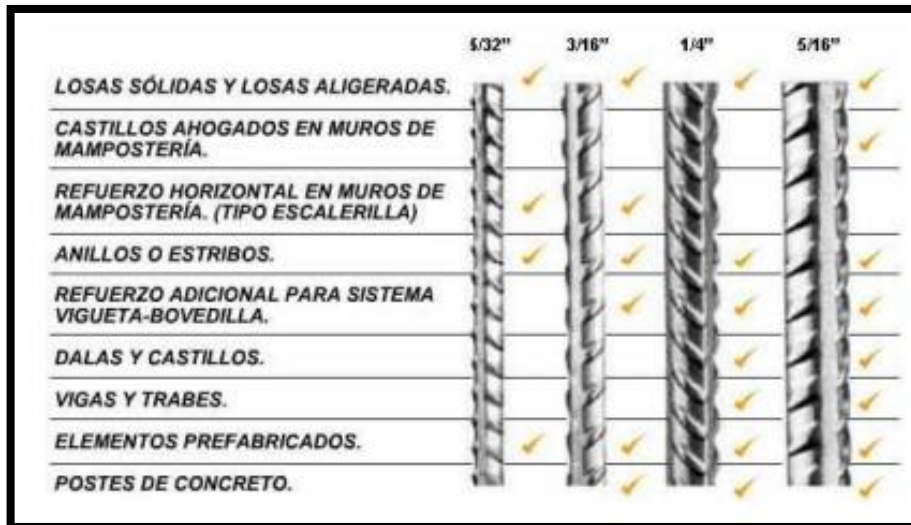 5/32" 3/16" 1/4" 5/16"
LOSAS SÓLIDAS Y LOSAS ALIGERADAS.
CASTILLOS AHOGADOS EN MUROS DE
MAMPOSTERÍA.
REFUERZO HORIZONTAL EN MUROS DE
MAMPOSTERÍA. (TIPO ESCALERILLA)
ANILLOS O ESTRIBOS.
REFUERZO ADICIONAL PARA SISTEMA
VIGUETA-BOVEDILLA.
DALAS Y CASTILLOS.
VIGAS Y TRABES.
ELEMENTOS PREFABRICADOS.
POSTES DE CONCRETO.